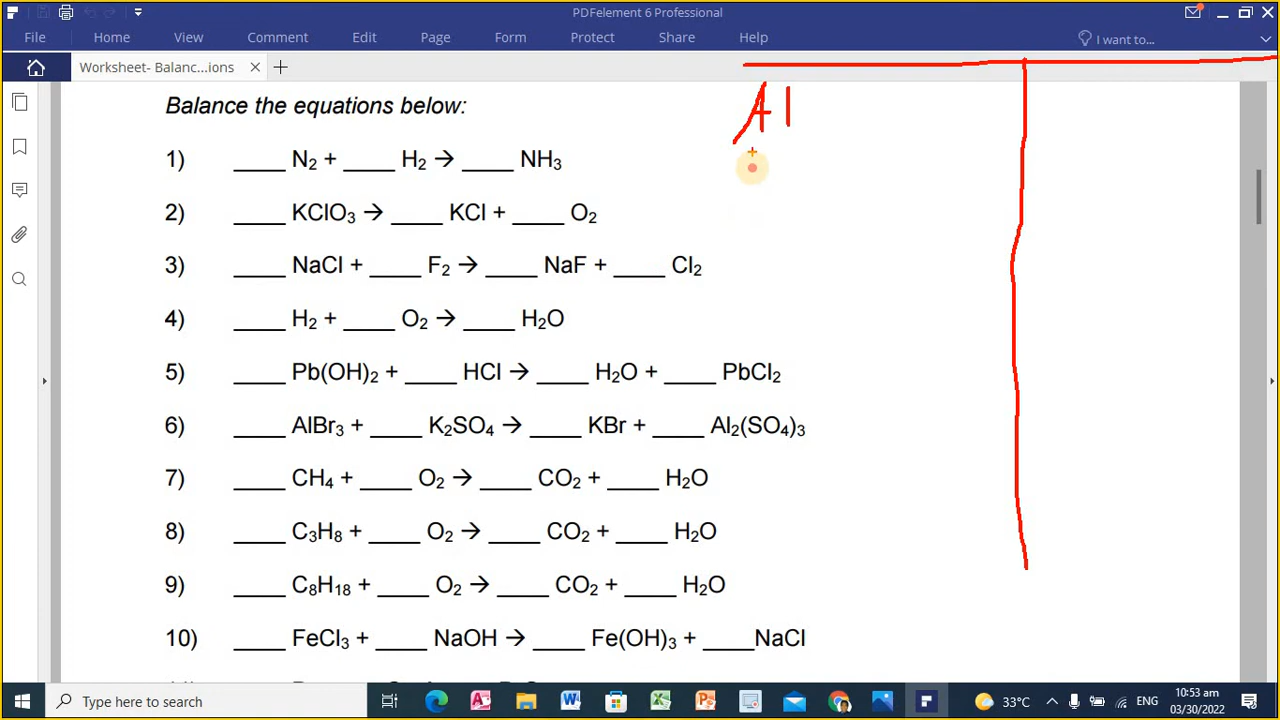 PDFelement 6 Professional
File Home View Comment Edit Page Form Protect Share Help I want to...
Worksheet- Balanc...ions
Balance the equations below:
Al
1) ____ N₂ + ____ H₂ → ____ NH₃
2) ____ KClO₃ → ____ KCl + ____ O₂
3) ____ NaCl + ____ F₂ → ____ NaF + ____ Cl₂
4) ____ H₂ + ____ O₂ → ____ H₂O
5) ____ Pb(OH)₂ + ____ HCl → ____ H₂O + ____ PbCl₂
6) ____ AlBr₃ + ____ K₂SO₄ → ____ KBr + ____ Al₂(SO₄)₃
7) ____ CH₄ + ____ O₂ → ____ CO₂ + ____ H₂O
8) ____ C₃H₈ + ____ O₂ → ____ CO₂ + ____ H₂O
9) ____ C₈H₁₈ + ____ O₂ → ____ CO₂ + ____ H₂O
10) ____ FeCl₃ + ____ NaOH → ____ Fe(OH)₃ + ____NaCl
Type here to search 33°C ENG 10:53 am
03/30/2022